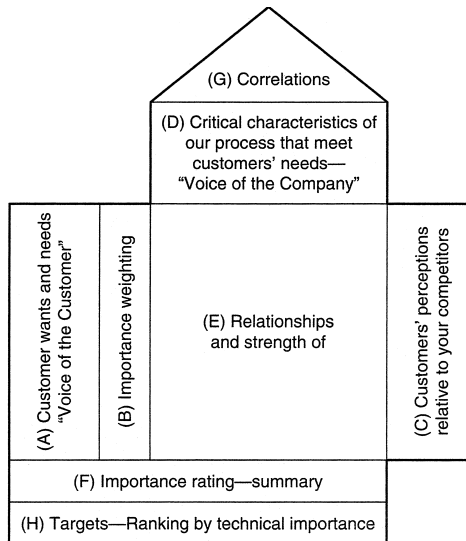 (G) Correlations
(D) Critical characteristics of
our process that meet
customers' needs—
"Voice of the Company"
(A) Customer wants and needs
"Voice of the Customer"
(B) Importance weighting
(E) Relationships
and strength of
(C) Customers' perceptions
relative to your competitors
(F) Importance rating—summary
(H) Targets—Ranking by technical importance